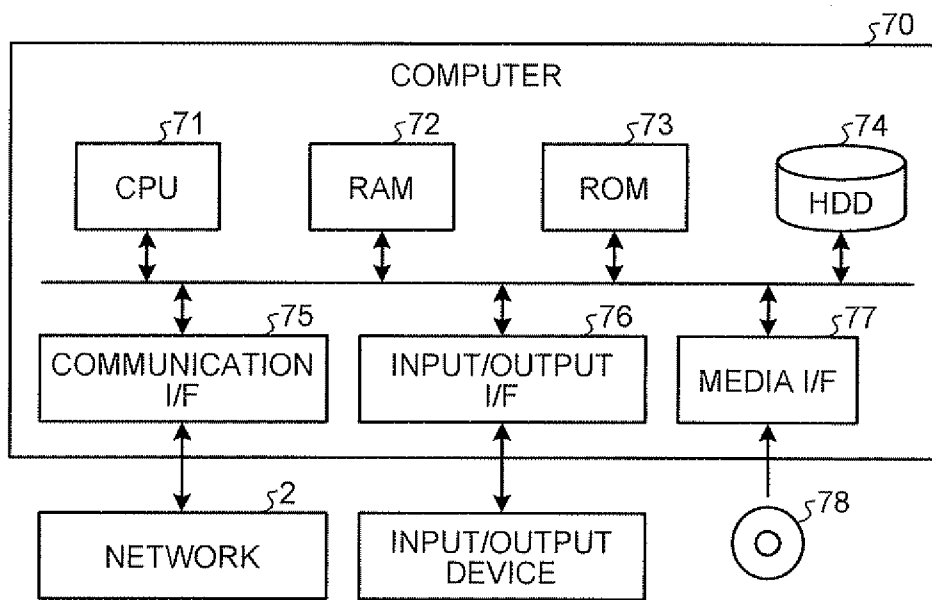 70
COMPUTER
71
72
73
74
CPU
RAM
ROM
HDD
75
76
77
COMMUNICATION
I/F
INPUT/OUTPUT
I/F
MEDIA I/F
2
78
NETWORK
INPUT/OUTPUT
DEVICE